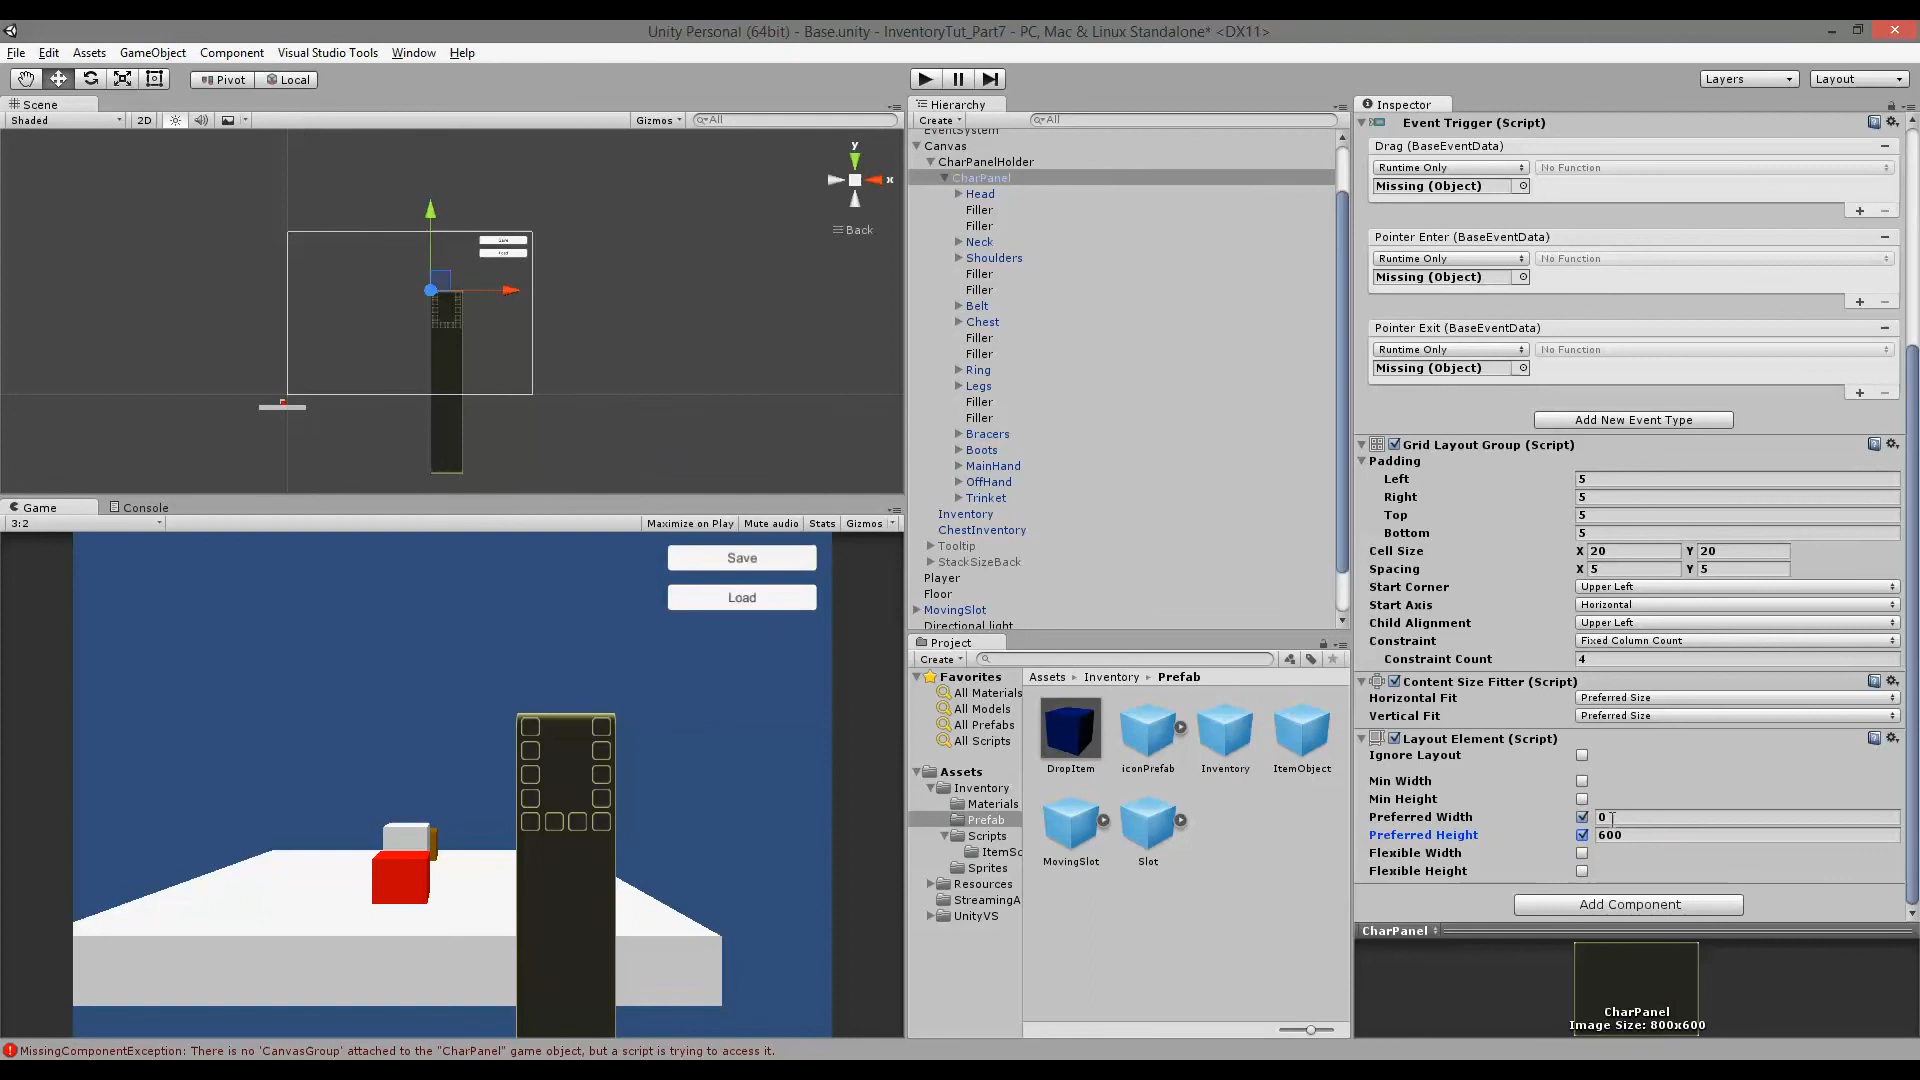 Unity Personal (64bit) - Base.unity - InventoryTut_Part7 - PC, Mac & Linux Standalone* <DX11>
File Edit Assets GameObject Component Visual Studio Tools Window Help
Pivot Local
Layers Layout
Scene
Shaded 2D Gizmos All
y
x
Back
Game Console
3:2 Maximize on Play Mute audio Stats Gizmos
Save
Load
Hierarchy
Create All
EventSystem
Canvas
CharPanelHolder
CharPanel
Head
Filler
Filler
Neck
Shoulders
Filler
Filler
Belt
Chest
Filler
Filler
Ring
Legs
Filler
Filler
Bracers
Boots
MainHand
OffHand
Trinket
Inventory
ChestInventory
Tooltip
StackSizeBack
Player
Floor
MovingSlot
Directional light
Project
Create
Favorites
All Materials
All Models
All Prefabs
All Scripts
Assets
Inventory
Materials
Prefab
Scripts
ItemSc
Sprites
Resources
StreamingA
UnityVS
Assets Inventory Prefab
DropItem iconPrefab Inventory ItemObject
MovingSlot Slot
Inspector
Event Trigger (Script)
Drag (BaseEventData)
Runtime Only No Function
Missing (Object)
Pointer Enter (BaseEventData)
Runtime Only No Function
Missing (Object)
Pointer Exit (BaseEventData)
Runtime Only No Function
Missing (Object)
Add New Event Type
Grid Layout Group (Script)
Padding
Left 5
Right 5
Top 5
Bottom 5
Cell Size X 20 Y 20
Spacing X 5 Y 5
Start Corner Upper Left
Start Axis Horizontal
Child Alignment Upper Left
Constraint Fixed Column Count
Constraint Count 4
Content Size Fitter (Script)
Horizontal Fit Preferred Size
Vertical Fit Preferred Size
Layout Element (Script)
Ignore Layout
Min Width
Min Height
Preferred Width 0
Preferred Height 600
Flexible Width
Flexible Height
Add Component
CharPanel
CharPanel
Image Size: 800x600
MissingComponentException: There is no 'CanvasGroup' attached to the "CharPanel" game object, but a script is trying to access it.